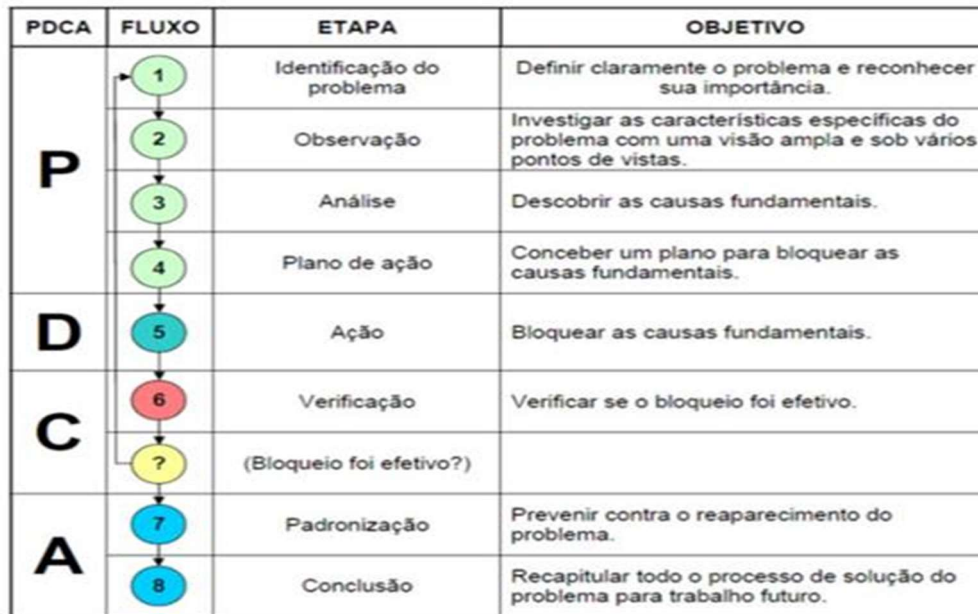 PDCA FLUXO ETAPA OBJETIVO
P
1 Identificação do
problema
Definir claramente o problema e reconhecer
sua importância.
2 Observação
Investigar as características específicas do
problema com uma visão ampla e sob vários
pontos de vistas.
3 Análise Descobrir as causas fundamentais.
4 Plano de ação
Conceber um plano para bloquear as
causas fundamentais.
D
5 Ação Bloquear as causas fundamentais.
C
6 Verificação Verificar se o bloqueio foi efetivo.
? (Bloqueio foi efetivo?)
A
7 Padronização
Prevenir contra o reaparecimento do
problema.
8 Conclusão
Recapitular todo o processo de solução do
problema para trabalho futuro.